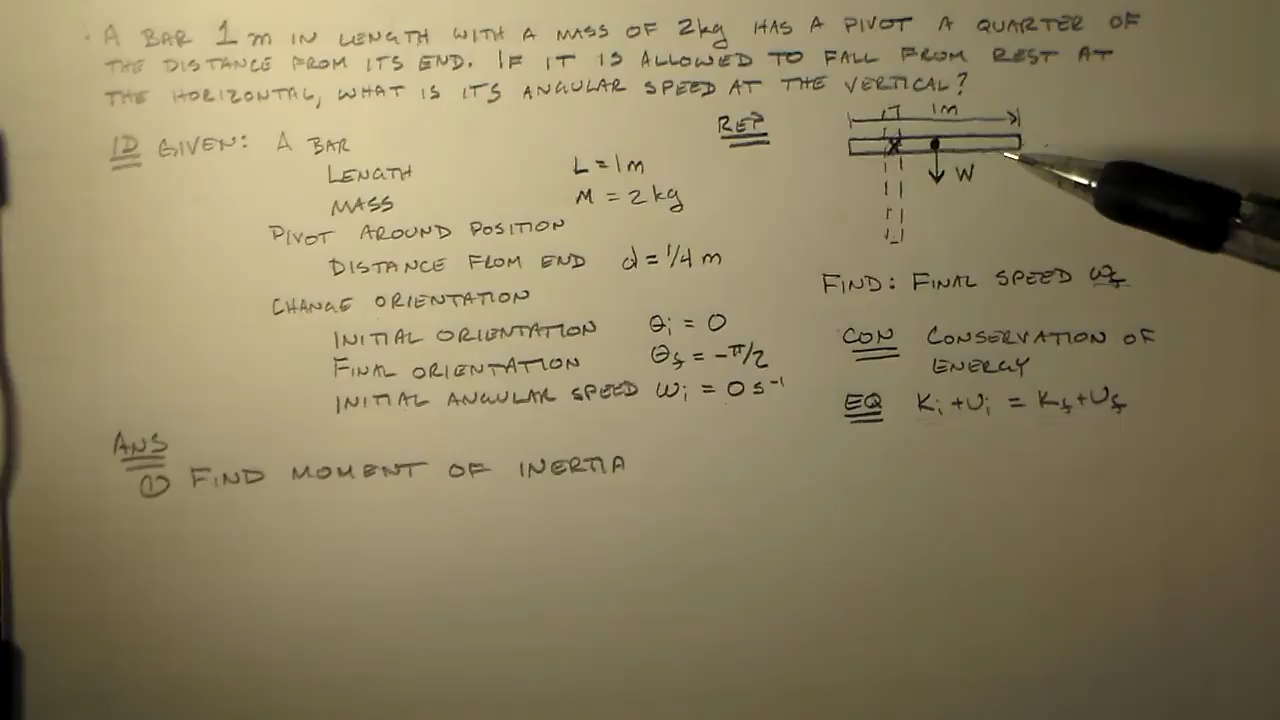 A BAR 1 m IN LENGTH WITH A MASS OF 2kg HAS A PIVOT A QUARTER OF
THE DISTANCE FROM ITS END. IF IT IS ALLOWED TO FALL FROM REST AT
THE HORIZONTAL, WHAT IS ITS ANGULAR SPEED AT THE VERTICAL?
ID GIVEN: A BAR
LENGTH L = 1m
MASS M = 2 kg
PIVOT AROUND POSITION
DISTANCE FROM END d = 1/4 m
CHANGE ORIENTATION
INITIAL ORIENTATION θi = 0
FINAL ORIENTATION θf = -π/2
INITIAL ANGULAR SPEED ωi = 0 s⁻¹
REP
1m
X
W
FIND: FINAL SPEED ωf
CON CONSERVATION OF
ENERGY
EQ Ki + Ui = Kf + Uf
ANS
① FIND MOMENT OF INERTIA